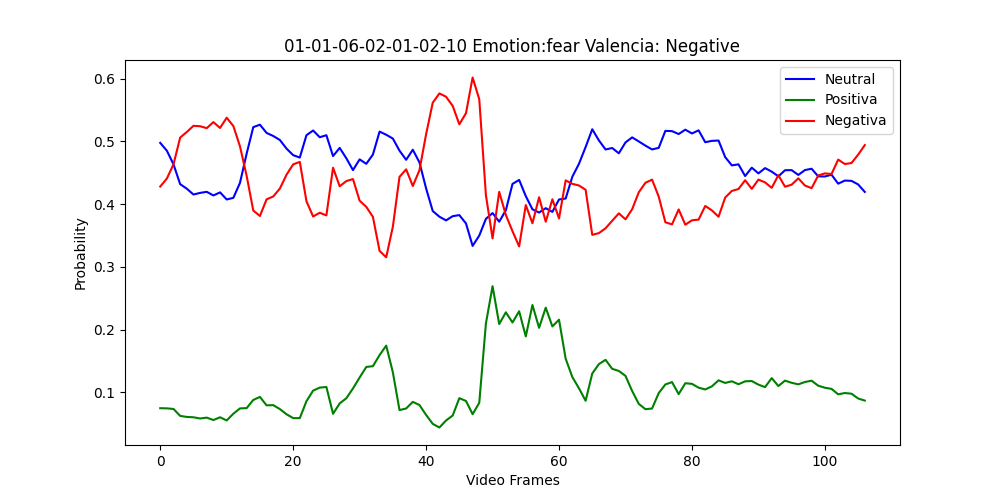 01-01-06-02-01-02-10 Emotion:fear Valencia: Negative
Neutral
Positiva
Negativa
0.6
0.5
0.4
0.3
0.2
0.1
Probability
0 20 40 60 80 100
Video Frames